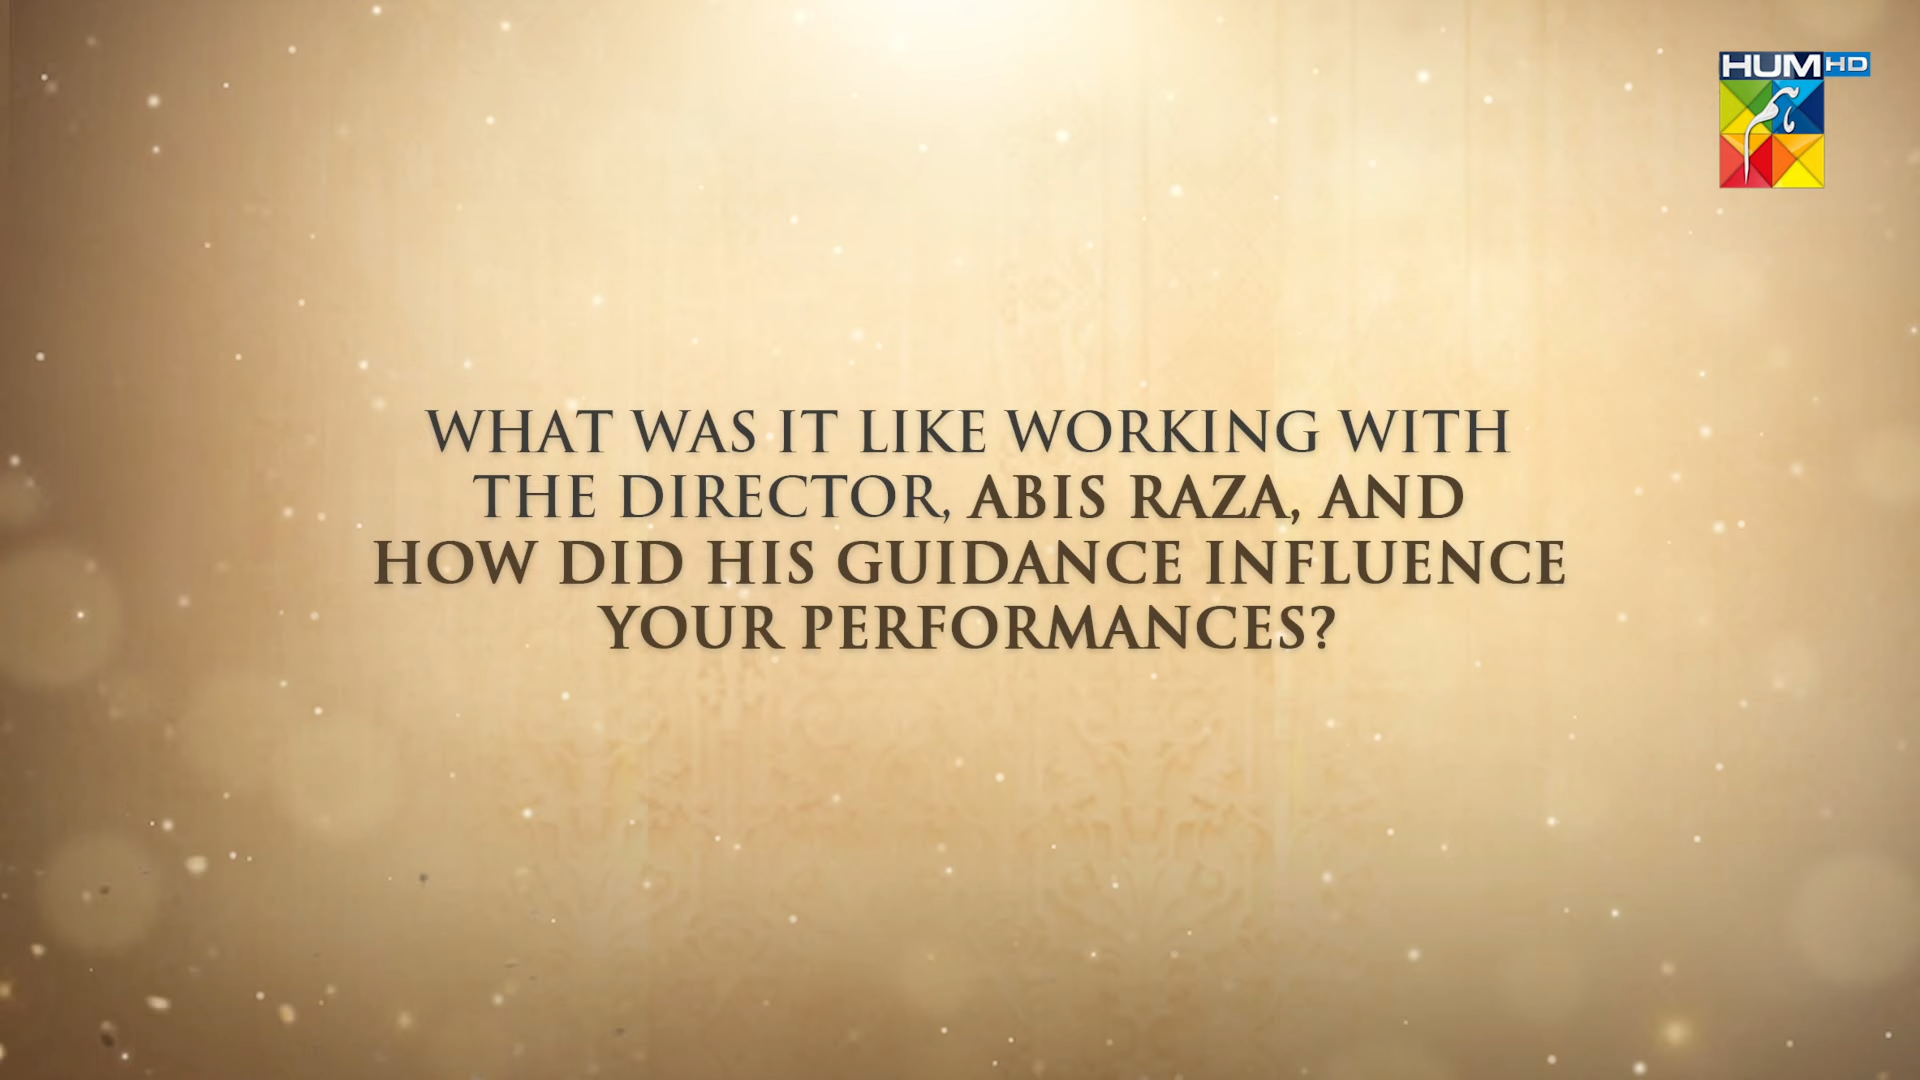 HUM HD
ہم
WHAT WAS IT LIKE WORKING WITH
THE DIRECTOR, ABIS RAZA, AND
HOW DID HIS GUIDANCE INFLUENCE
YOUR PERFORMANCES?